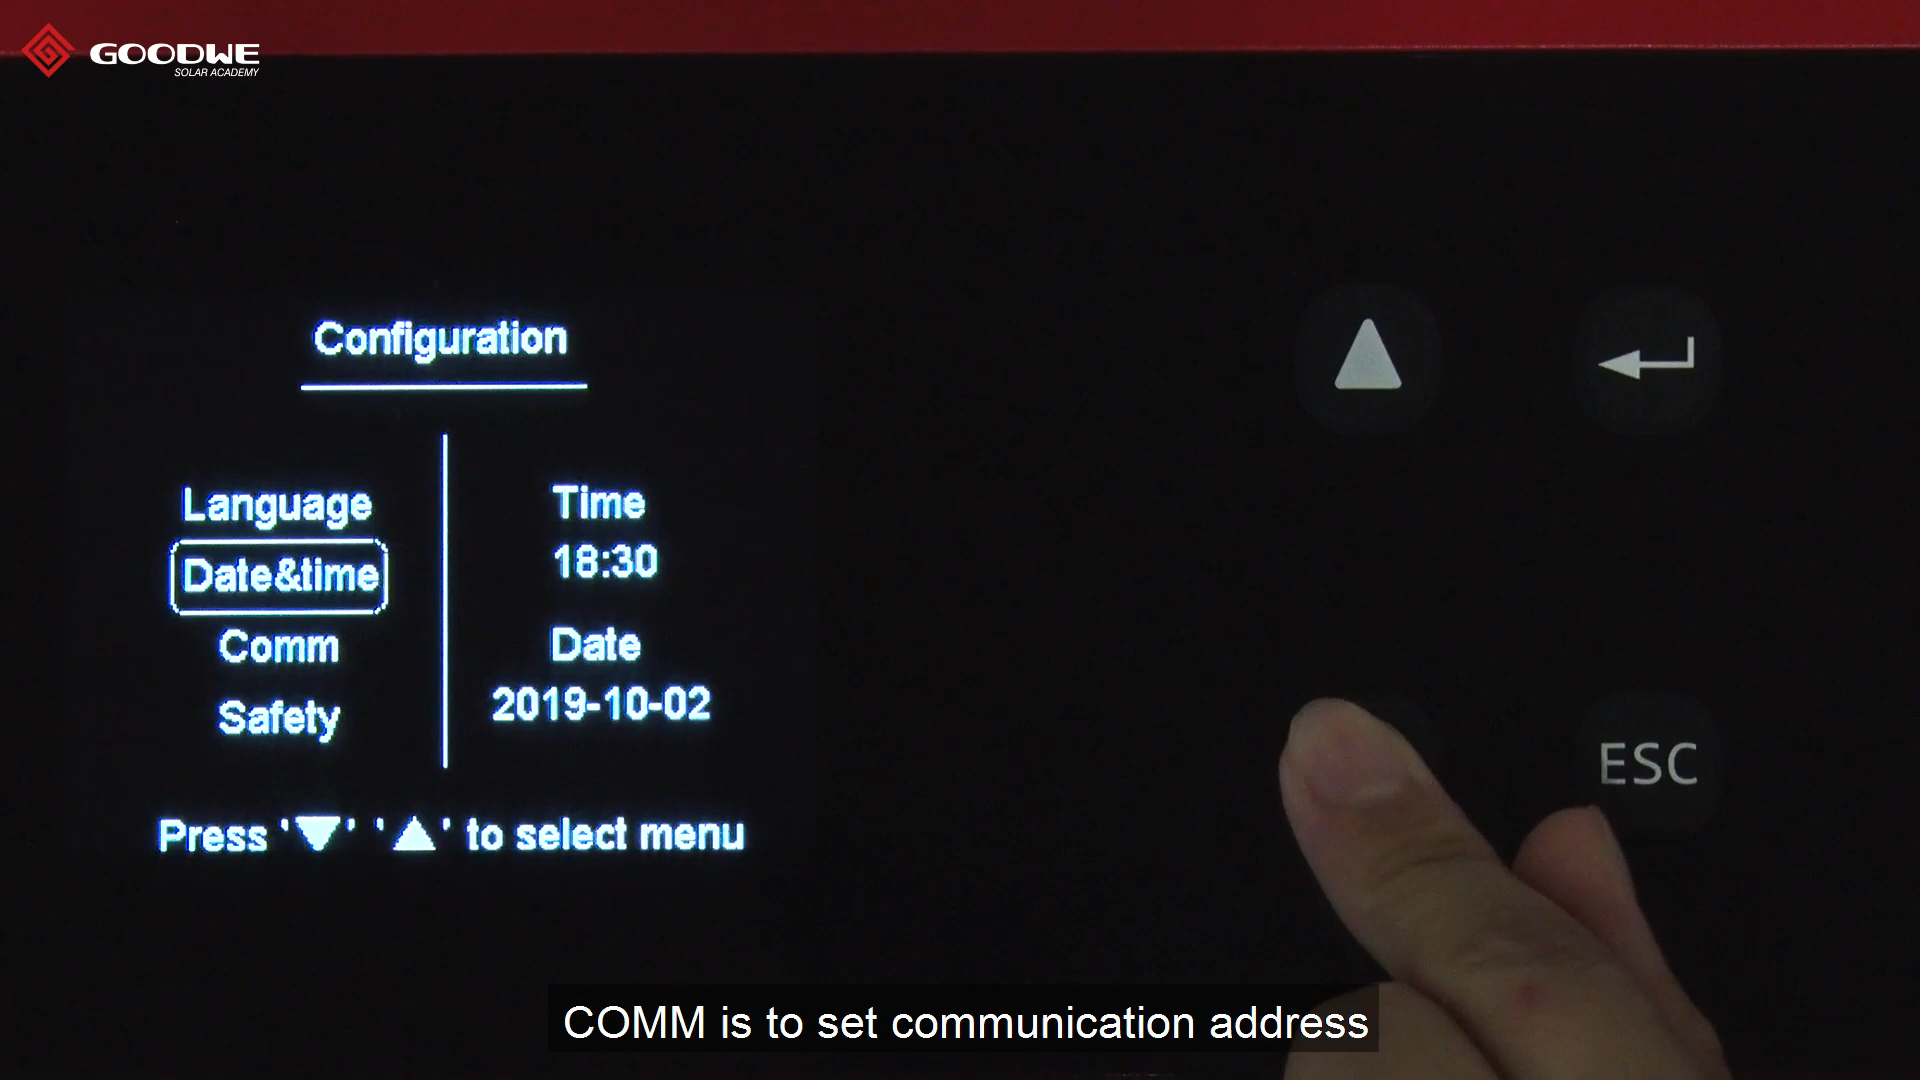 GOODWE
SOLAR ACADEMY
Configuration
Language
Date&time
Comm
Safety
Time
18:30
Date
2019-10-02
Press '▼' '▲' to select menu
ESC
COMM is to set communication address